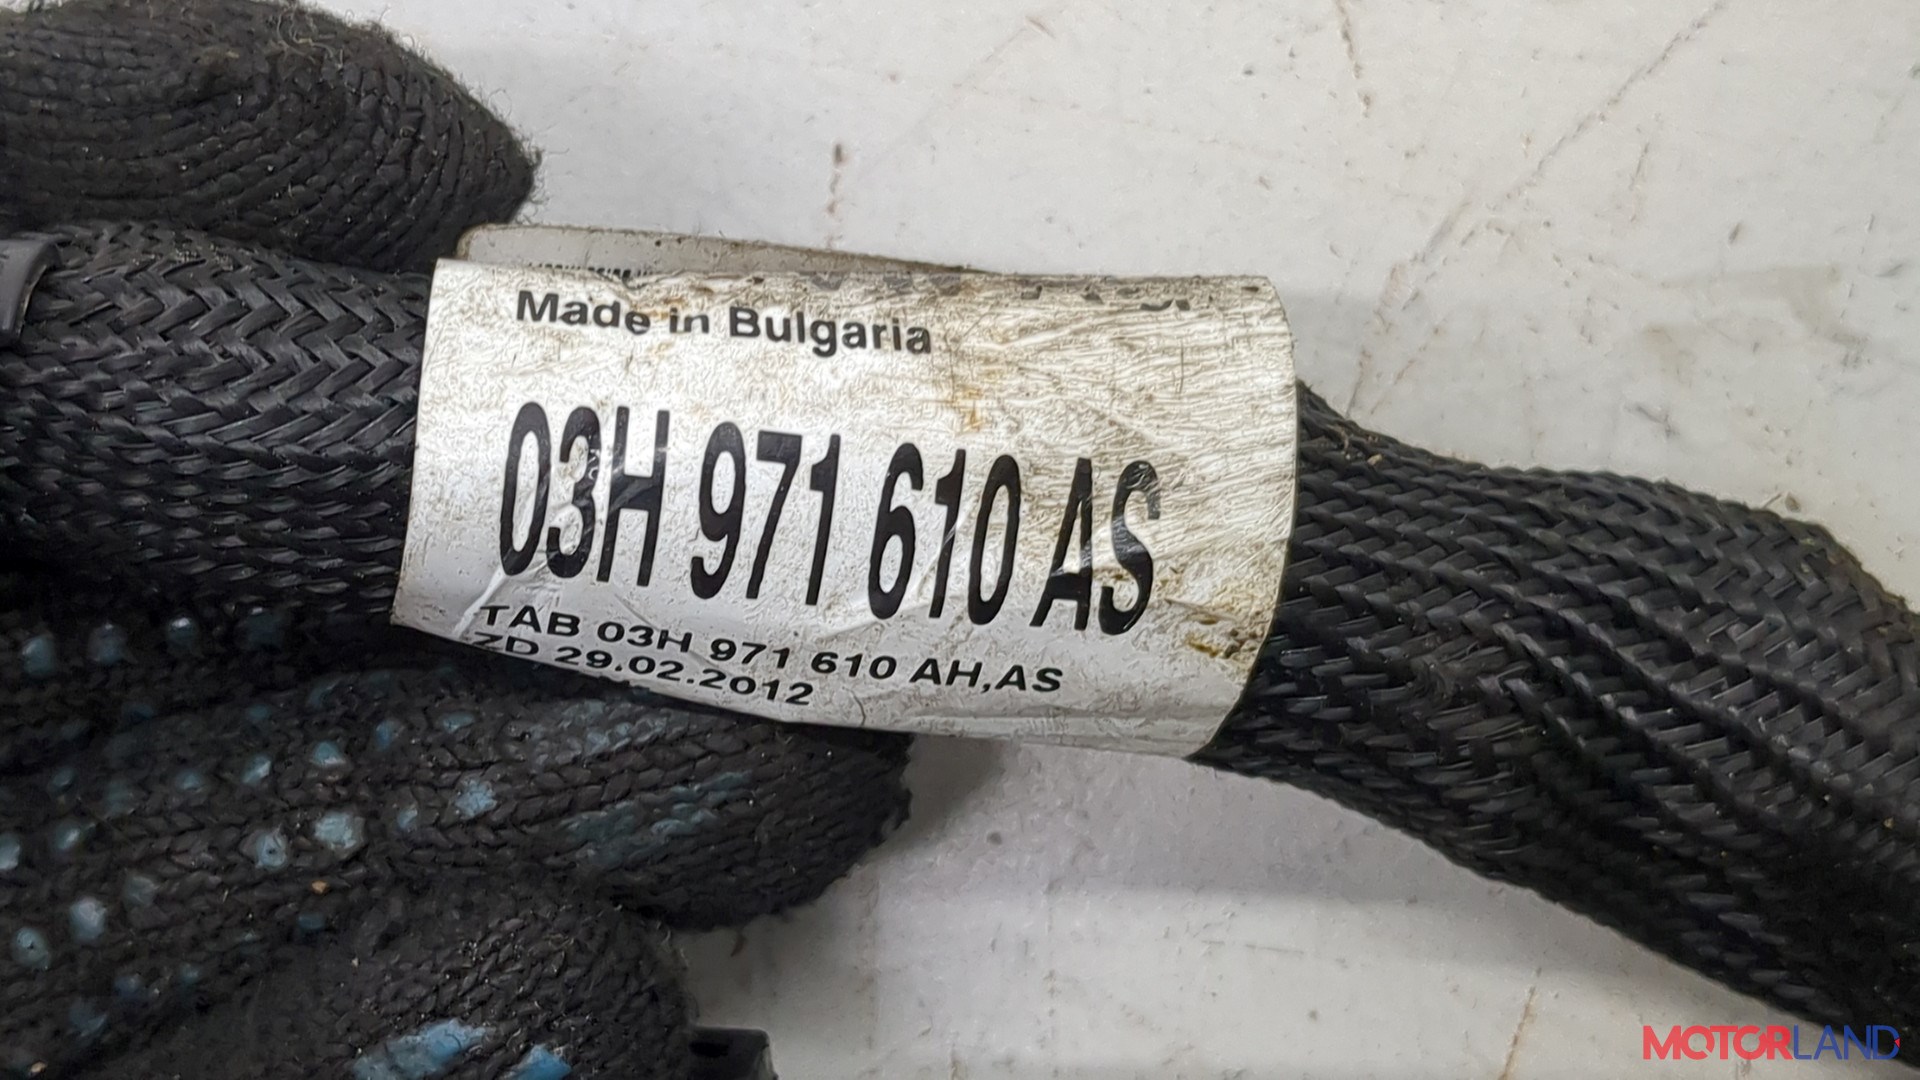 Made in Bulgaria
03H 971 610 AS
TAB 03H 971 610 AH,AS
ZD 29.02.2012
MOTORLAND